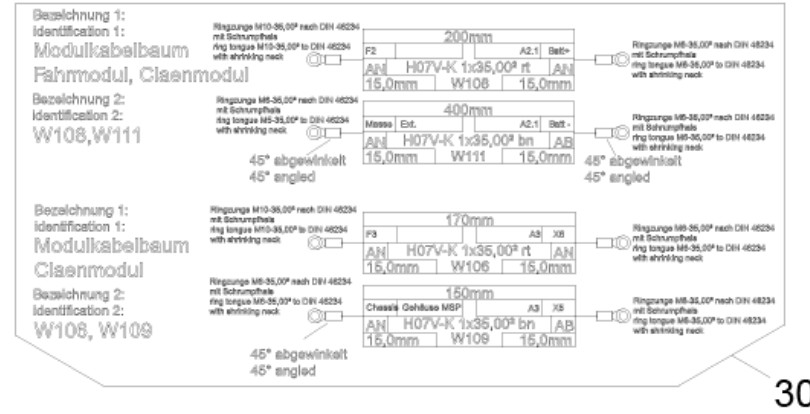 Bezeichnung 1:
Identification 1:
Modulkabelbaum
Fahrmodul, Claenmodul
Bezeichnung 2:
Identification 2:
W108,W111
Ringzunge M10-35,00² nach DIN 46234
mit Schrumpfhals
ring tongue M10-35,00² to DIN 46234
with shrinking neck
200mm
F2 A2.1 Batt+
AN H07V-K 1x35,00² rt AN
15,0mm W108 15,0mm
Ringzunge M8-35,00² nach DIN 46234
mit Schrumpfhals
ring tongue M8-35,00² to DIN 46234
with shrinking neck
Ringzunge M6-35,00² nach DIN 46234
mit Schrumpfhals
ring tongue M5-35,00² to DIN 46234
with shrinking neck
45° abgewinkelt
45° angled
400mm
Masse Ext. A2.1 Batt -
AN H07V-K 1x35,00² bn AB
15,0mm W111 15,0mm
Ringzunge M8-35,00² nach DIN 46234
mit Schrumpfhals
ring tongue M8-35,00² to DIN 46234
with shrinking neck
45° abgewinkelt
45° angled
Bezeichnung 1:
Identification 1:
Modulkabelbaum
Claenmodul
Bezeichnung 2:
Identification 2:
W106, W109
Ringzunge M10-35,00² nach DIN 46234
mit Schrumpfhals
ring tongue M10-35,00² to DIN 46234
with shrinking neck
170mm
F3 A3 X6
AN H07V-K 1x35,00² rt AN
15,0mm W106 15,0mm
Ringzunge M8-35,00² nach DIN 46234
mit Schrumpfhals
ring tongue M8-35,00² to DIN 46234
with shrinking neck
Ringzunge M6-35,00² nach DIN 46234
mit Schrumpfhals
ring tongue M6-35,00² to DIN 46234
with shrinking neck
45° abgewinkelt
45° angled
150mm
Chassis Gehäuse MSP A3 X5
AN H07V-K 1x35,00² bn AB
15,0mm W109 15,0mm
Ringzunge M8-35,00² nach DIN 46234
mit Schrumpfhals
ring tongue M8-35,00² to DIN 46234
with shrinking neck
30